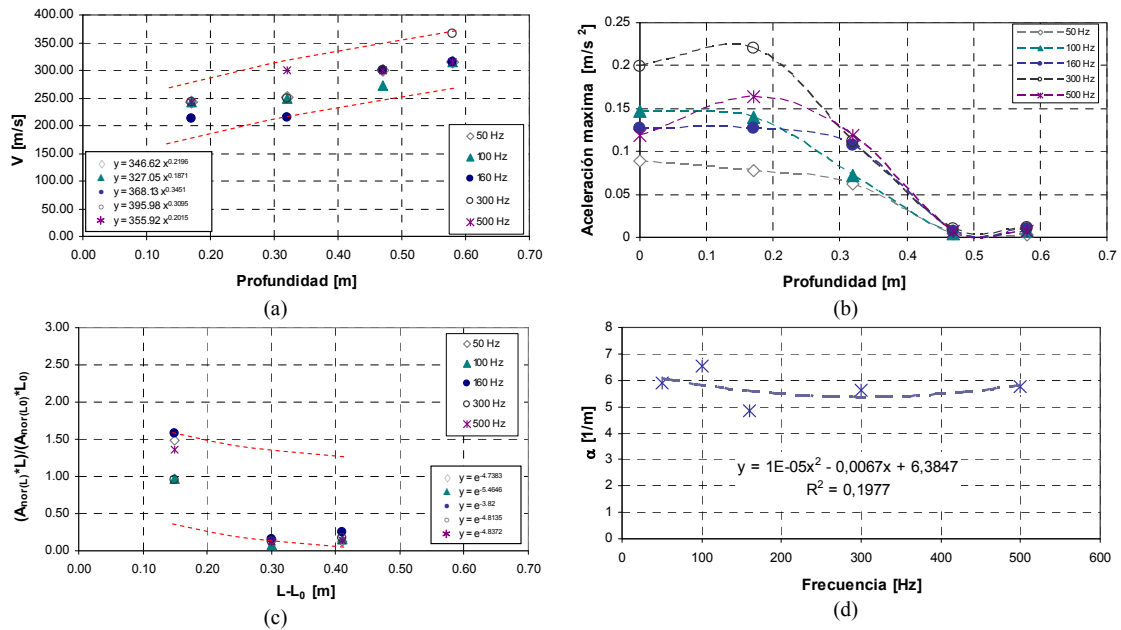 400.00
350.00
300.00
250.00
200.00
150.00
100.00
50.00
0.00
V [m/s]
0.00 0.10 0.20 0.30 0.40 0.50 0.60 0.70
Profundidad [m]
y = 346.62 x^0.2196
y = 327.05 x^0.1871
y = 368.13 x^0.3451
y = 395.98 x^0.3095
y = 355.92 x^0.2015
50 Hz
100 Hz
160 Hz
300 Hz
500 Hz
(a)
0.25
0.2
0.15
0.1
0.05
0
Aceleración maxima [m/s ²]
0 0.1 0.2 0.3 0.4 0.5 0.6 0.7
Profundidad [m]
50 Hz
100 Hz
160 Hz
300 Hz
500 Hz
(b)
3.00
2.50
2.00
1.50
1.00
0.50
0.00
(Anor(L)*L)/(Anor(L0)*L0)
0.00 0.10 0.20 0.30 0.40 0.50 0.60 0.70
L-L0 [m]
50 Hz
100 Hz
160 Hz
300 Hz
500 Hz
y = e^-4.7383
y = e^-5.4646
y = e^-3.82
y = e^-4.8135
y = e^-4.8372
(c)
8
7
6
5
4
3
2
1
0
α [1/m]
y = 1E-05x² - 0,0067x + 6,3847
R² = 0,1977
0 100 200 300 400 500 600
Frecuencia [Hz]
(d)